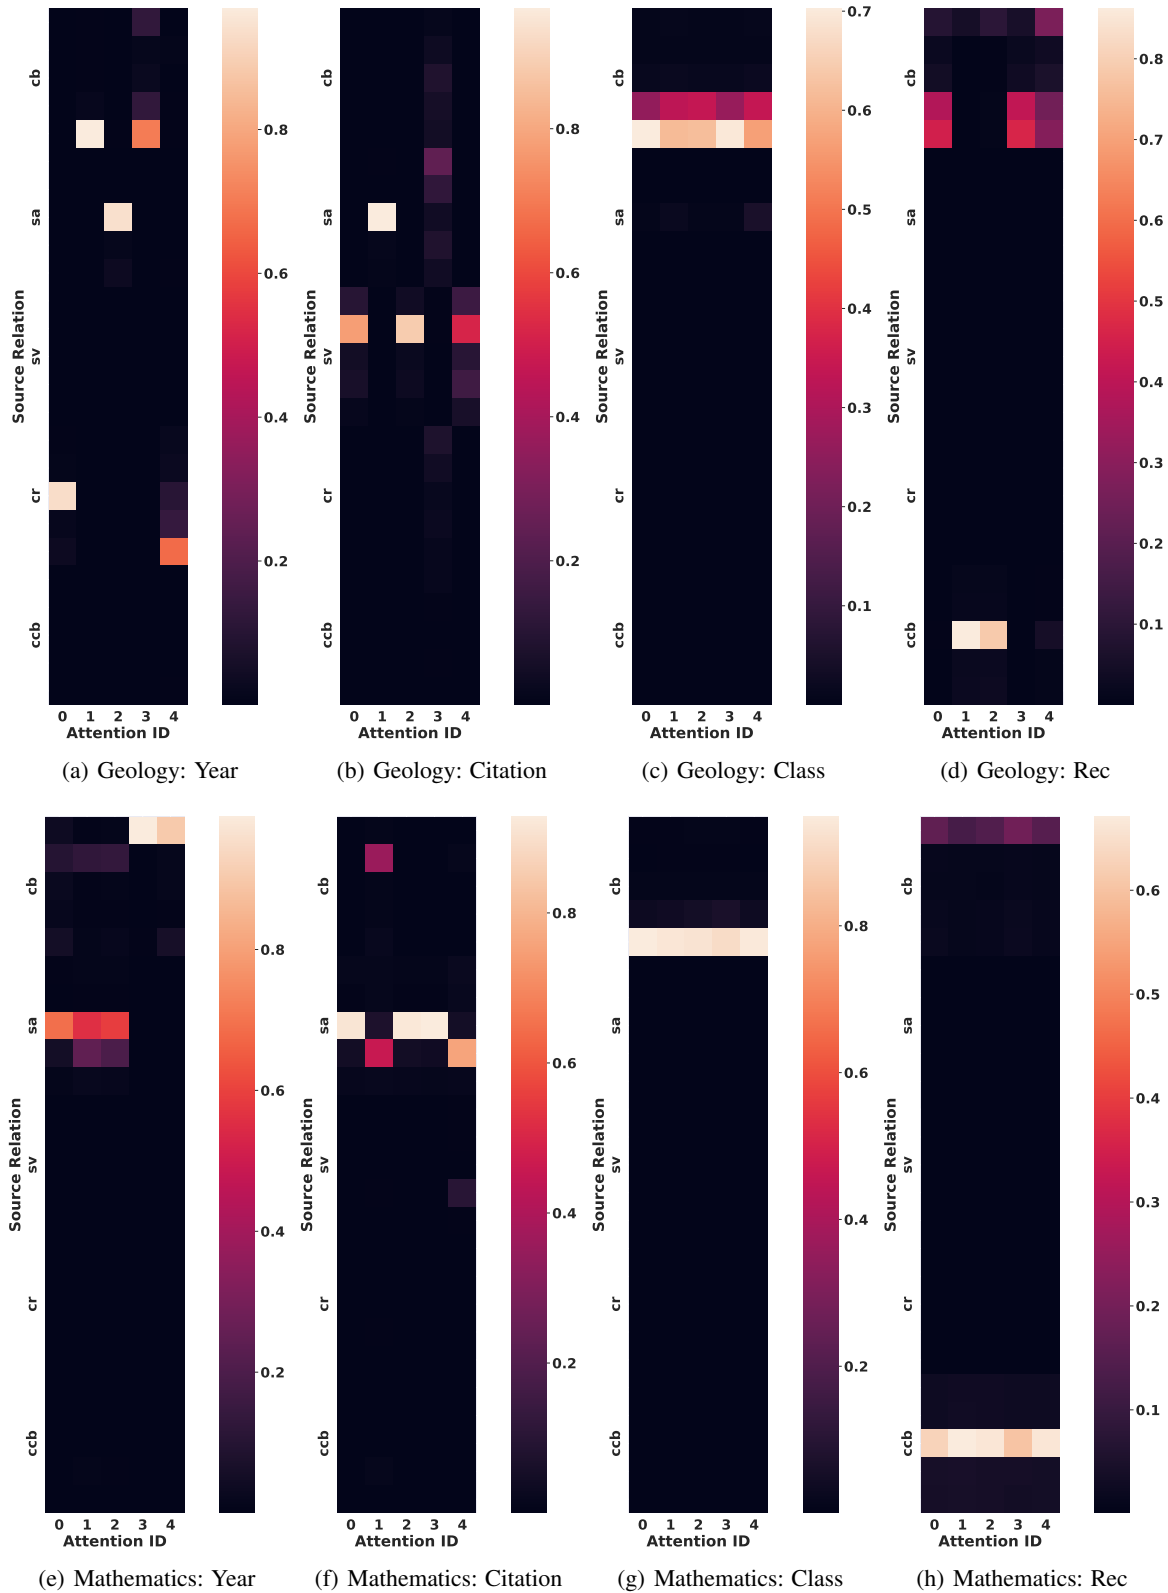 cb
sa
sv
cr
ccb
Source Relation
0 1 2 3 4
Attention ID
0.8
0.6
0.4
0.2
(a) Geology: Year
cb
sa
sv
cr
ccb
Source Relation
0 1 2 3 4
Attention ID
0.8
0.6
0.4
0.2
(b) Geology: Citation
cb
sa
sv
cr
ccb
Source Relation
0 1 2 3 4
Attention ID
0.7
0.6
0.5
0.4
0.3
0.2
0.1
(c) Geology: Class
cb
sa
sv
cr
ccb
Source Relation
0 1 2 3 4
Attention ID
0.8
0.7
0.6
0.5
0.4
0.3
0.2
0.1
(d) Geology: Rec
cb
sa
sv
cr
ccb
Source Relation
0 1 2 3 4
Attention ID
0.8
0.6
0.4
0.2
(e) Mathematics: Year
cb
sa
sv
cr
ccb
Source Relation
0 1 2 3 4
Attention ID
0.8
0.6
0.4
0.2
(f) Mathematics: Citation
cb
sa
sv
cr
ccb
Source Relation
0 1 2 3 4
Attention ID
0.8
0.6
0.4
0.2
(g) Mathematics: Class
cb
sa
sv
cr
ccb
Source Relation
0 1 2 3 4
Attention ID
0.6
0.5
0.4
0.3
0.2
0.1
(h) Mathematics: Rec